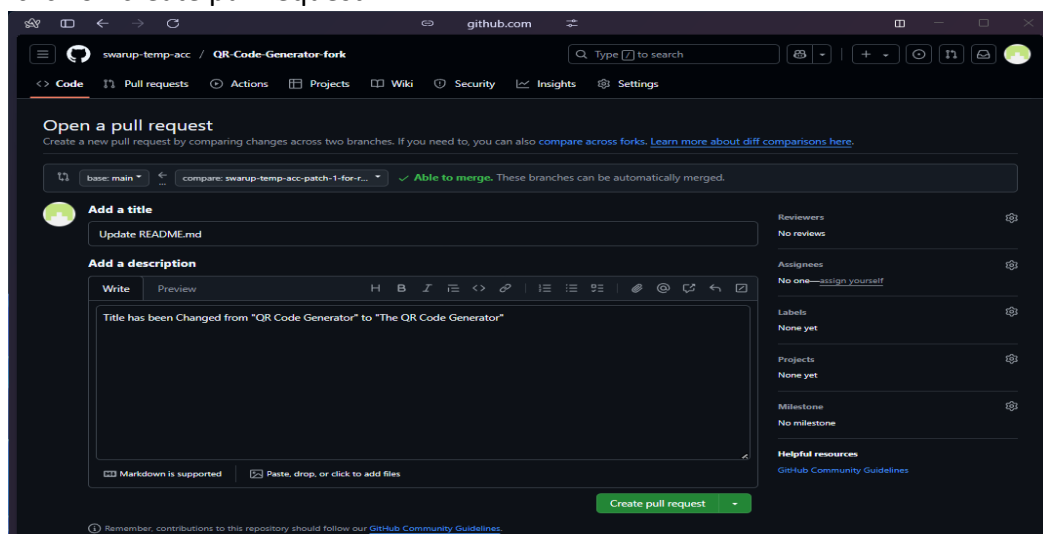 github.com
swarup-temp-acc / QR-Code-Generator-fork
Type / to search
Code Pull requests Actions Projects Wiki Security Insights Settings
Open a pull request
Create a new pull request by comparing changes across two branches. If you need to, you can also compare across forks. Learn more about diff comparisons here.
base: main compare: swarup-temp-acc-patch-1-for-r... Able to merge. These branches can be automatically merged.
Add a title
Update README.md
Add a description
Write Preview
Title has been Changed from "QR Code Generator" to "The QR Code Generator"
Markdown is supported Paste, drop, or click to add files
Create pull request
Remember, contributions to this repository should follow our GitHub Community Guidelines.
Reviewers
No reviews
Assignees
No one—assign yourself
Labels
None yet
Projects
None yet
Milestone
No milestone
Helpful resources
GitHub Community Guidelines